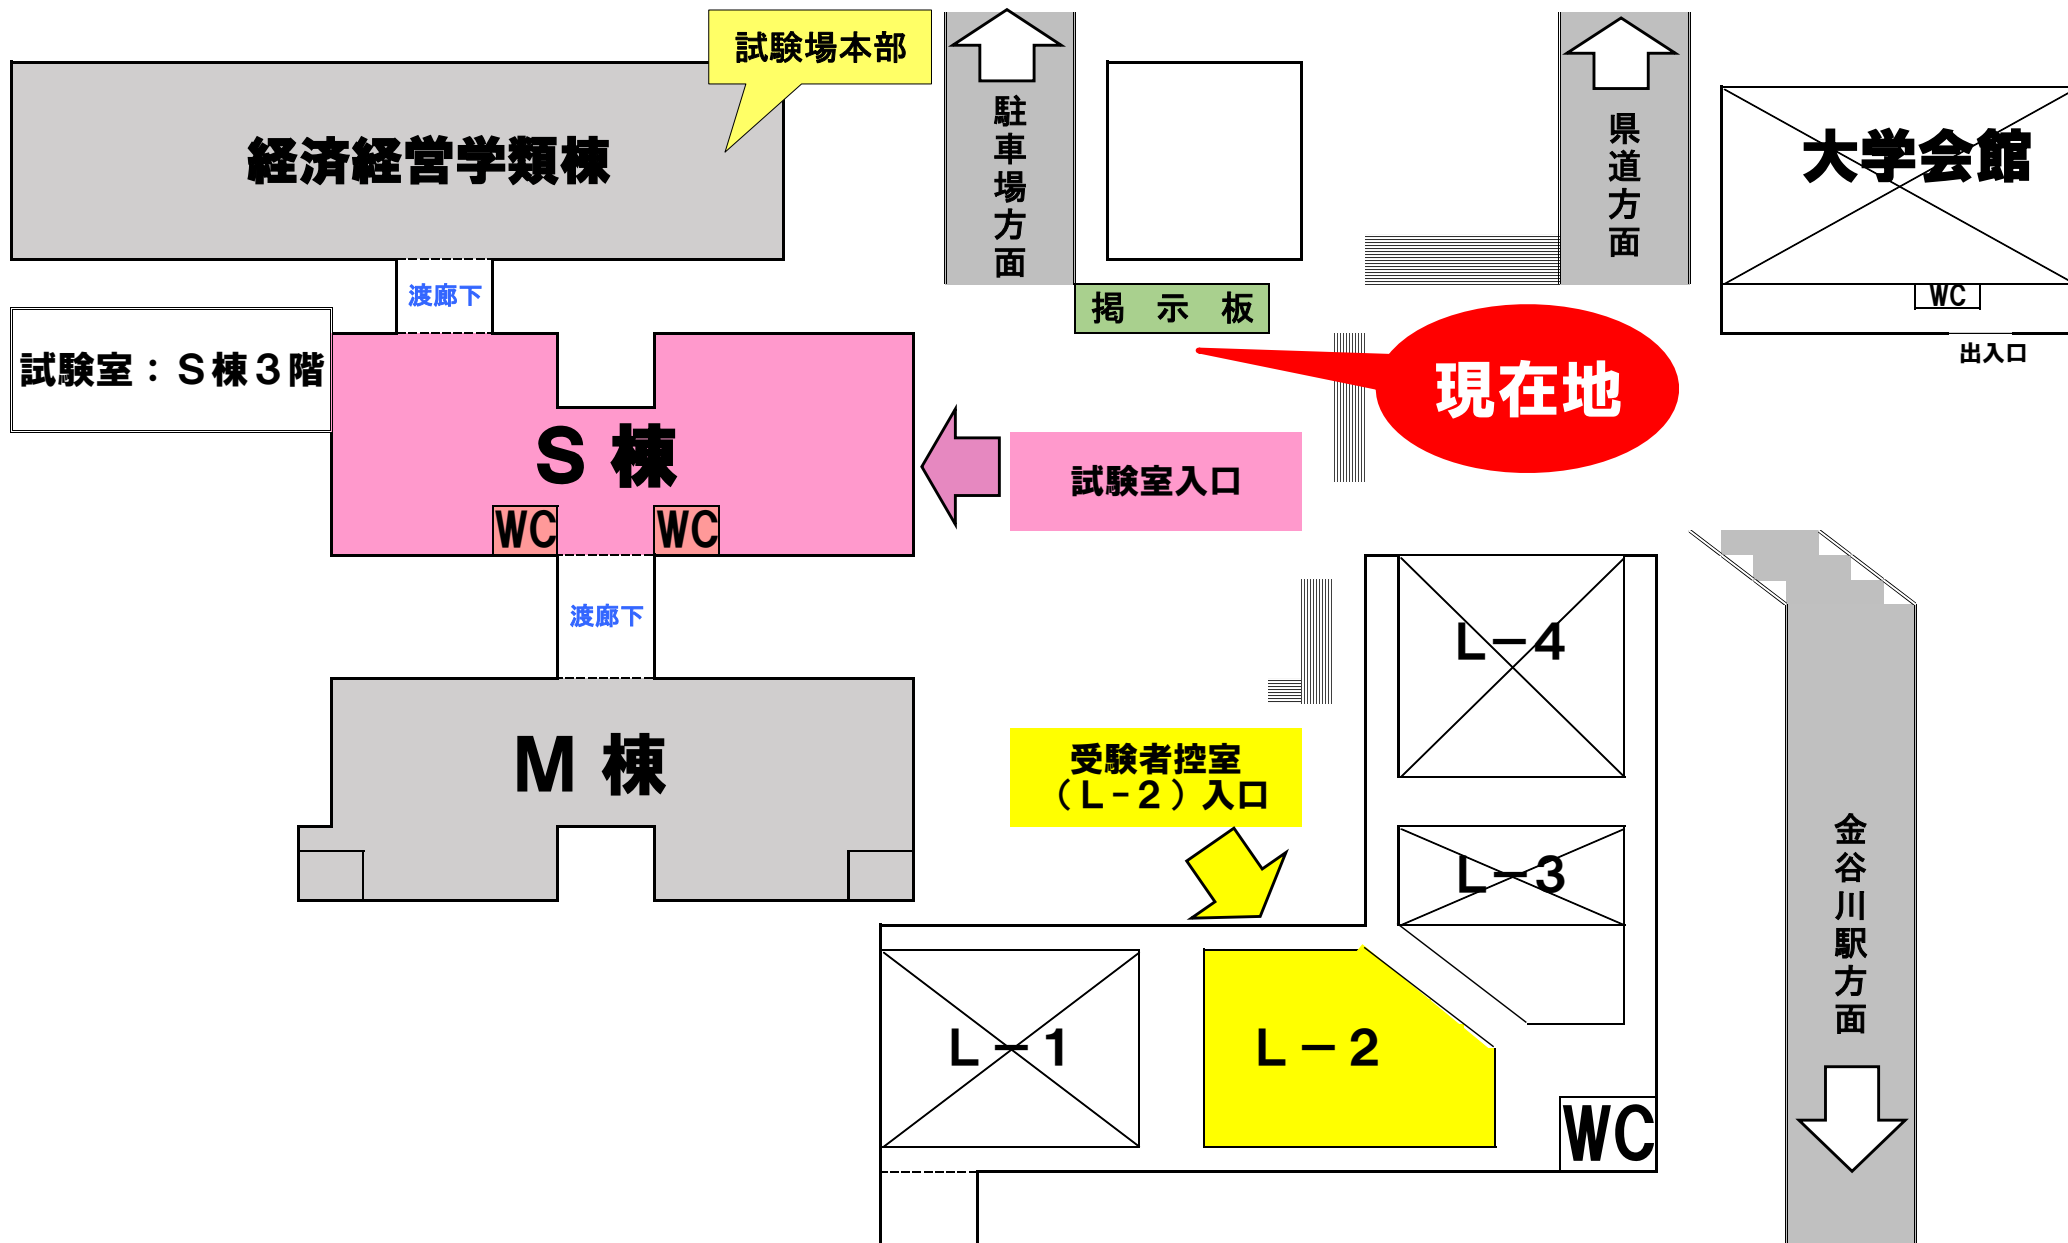 試験場本部
経済経営学類棟
駐車場方面
県道方面
大学会館
渡廊下
掲 示 板
WC
出入口
試験室：Ｓ棟３階
現在地
Ｓ 棟
試験室入口
WC
WC
渡廊下
Ｌ－４
Ｍ 棟
受験者控室
（Ｌ-２）入口
Ｌ－３
金谷川駅方面
Ｌ－１
Ｌ－２
WC